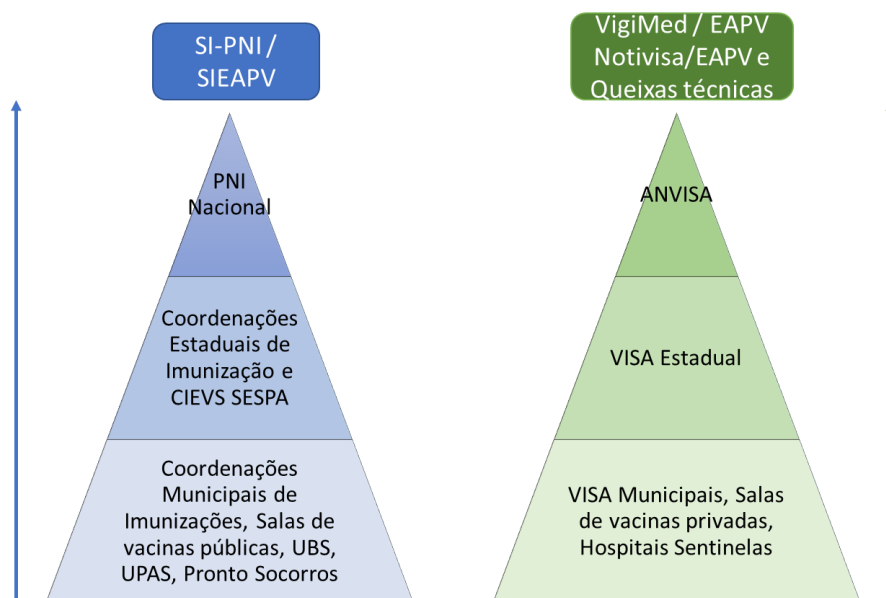 SI-PNI /
SIEAPV
PNI
Nacional
Coordenações
Estaduais de
Imunização e
CIEVS SESPA
Coordenações
Municipais de
Imunizações, Salas de
vacinas públicas, UBS,
UPAS, Pronto Socorros
VigiMed / EAPV
Notivisa/EAPV e
Queixas técnicas
ANVISA
VISA Estadual
VISA Municipais, Salas
de vacinas privadas,
Hospitais Sentinelas